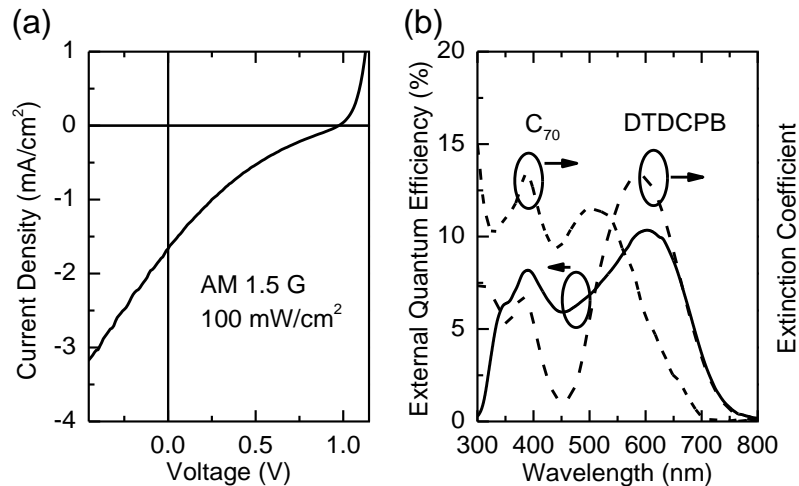 (a)
1
0
-1
-2
-3
-4
0.0
0.5
1.0
Voltage (V)
Current Density (mA/cm²)
AM 1.5 G
100 mW/cm²
(b)
20
15
10
5
0
300 400 500 600 700 800
Wavelength (nm)
External Quantum Efficiency (%)
C₇₀
DTDCPB
Extinction Coefficient